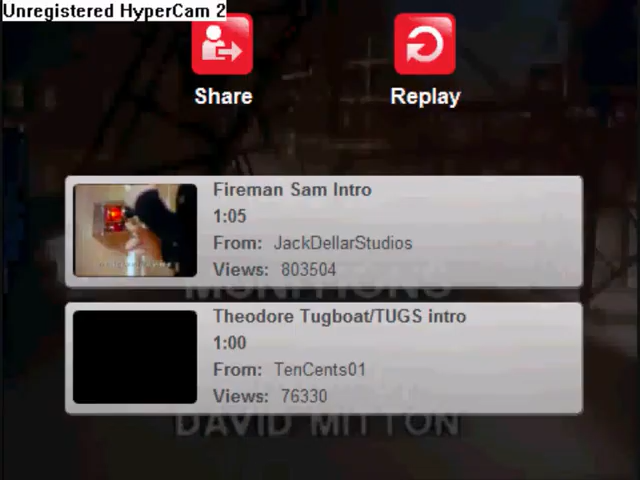 Unregistered HyperCam 2
Share
Replay
Fireman Sam Intro
1:05
From: JackDellarStudios
Views: 803504
MUNITIONS
Theodore Tugboat/TUGS intro
1:00
From: TenCents01
Views: 76330
DAVID MITTON